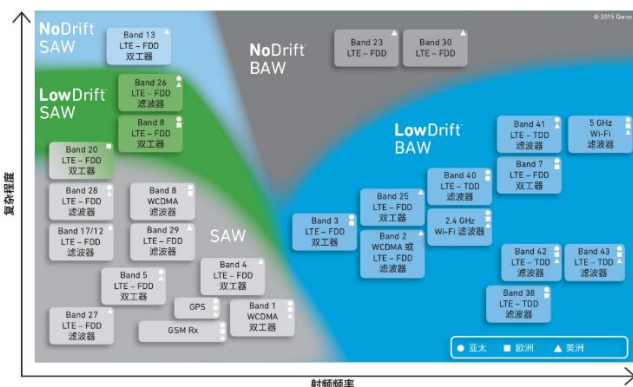 © 2015 Qorvo
NoDrift
SAW
Band 13
LTE – FDD
双工器
NoDrift
BAW
Band 23
LTE – FDD
Band 30
LTE – FDD
LowDrift
SAW
Band 26
LTE – FDD
滤波器
Band 8
LTE – FDD
双工器
LowDrift
BAW
Band 41
LTE – TDD
滤波器
5 GHz
Wi-Fi
滤波器
Band 20
LTE – FDD
双工器
Band 7
LTE – FDD
双工器
Band 28
LTE – FDD
滤波器
Band 8
WCDMA
滤波器
Band 40
LTE – TDD
滤波器
Band 25
LTE – FDD
双工器
Band 3
LTE – FDD
双工器
2.4 GHz
Wi-Fi 滤波器
Band 17/12
LTE – FDD
滤波器
Band 29
LTE – FDD
滤波器
SAW
Band 2
WCDMA 或
LTE – FDD
滤波器
Band 42
LTE – TDD
滤波器
Band 43
LTE – TDD
滤波器
Band 5
LTE – FDD
双工器
Band 4
LTE – FDD
双工器
Band 38
LTE – TDD
滤波器
GPS
Band 1
WCDMA
双工器
Band 27
LTE – FDD
滤波器
GSM Rx
亚太 欧洲 美洲
复杂程度
射频频率